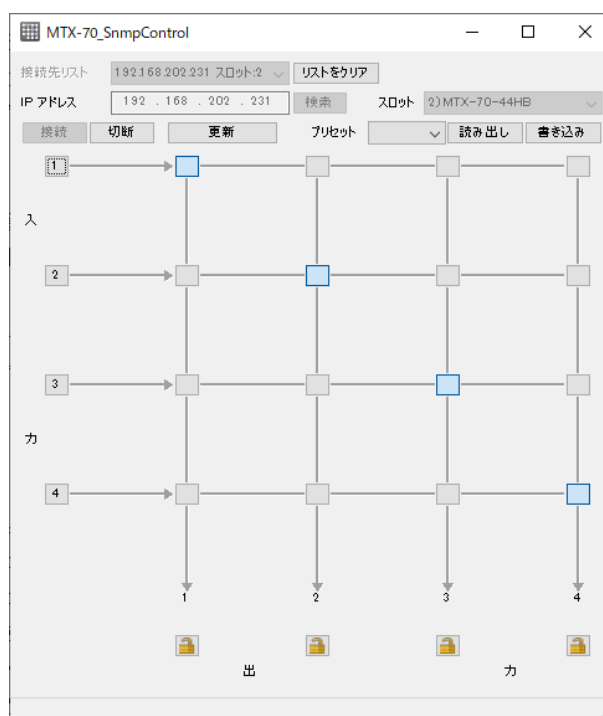 MTX-70_SnmpControl
接続先リスト 192.168.202.231 スロット:2 リストをクリア
IP アドレス 192 . 168 . 202 . 231 検索 スロット 2)MTX-70-44HB
接続 切断 更新 プリセット 読み出し 書き込み
1
入
2
3
力
4
1 2 3 4
出 力